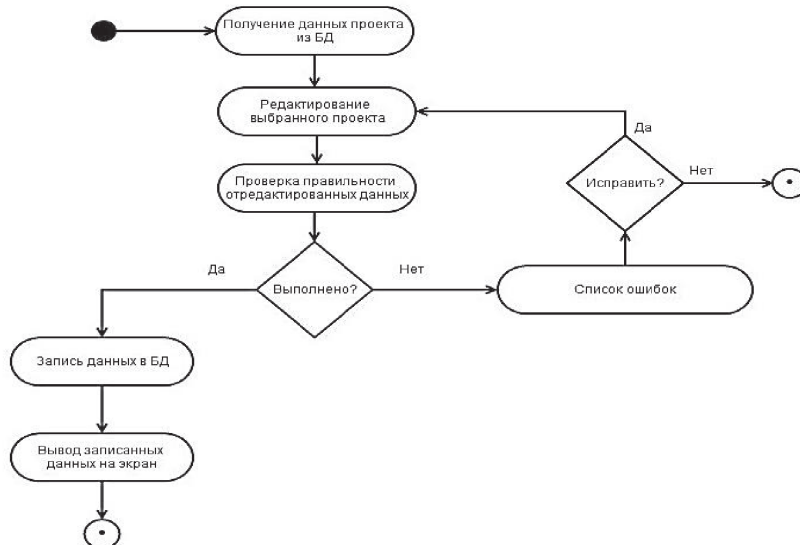 Получение данных проекта
из БД
Редактирование
выбранного проекта
Да
Нет
Исправить?
Проверка правильности
отредактированных данных
Да
Нет
Выполнено?
Список ошибок
Запись данных в БД
Вывод записанных
данных на экран